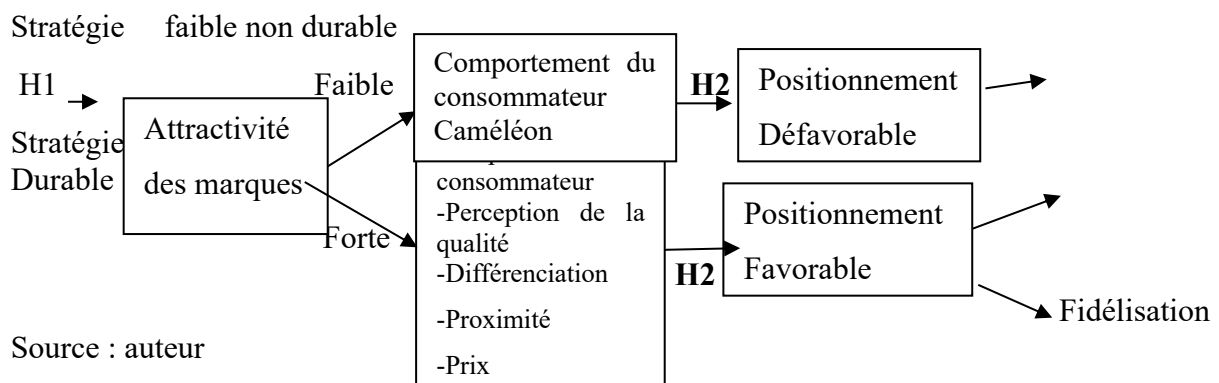 Stratégie faible non durable
H1
Stratégie
Durable
Attractivité
des marques
Faible
Forte
Comportement du
consommateur
Caméléon
consommateur
-Perception de la
qualité
-Différenciation
-Proximité
-Prix
H2
H2
Positionnement
Défavorable
Positionnement
Favorable
Fidélisation
Source : auteur